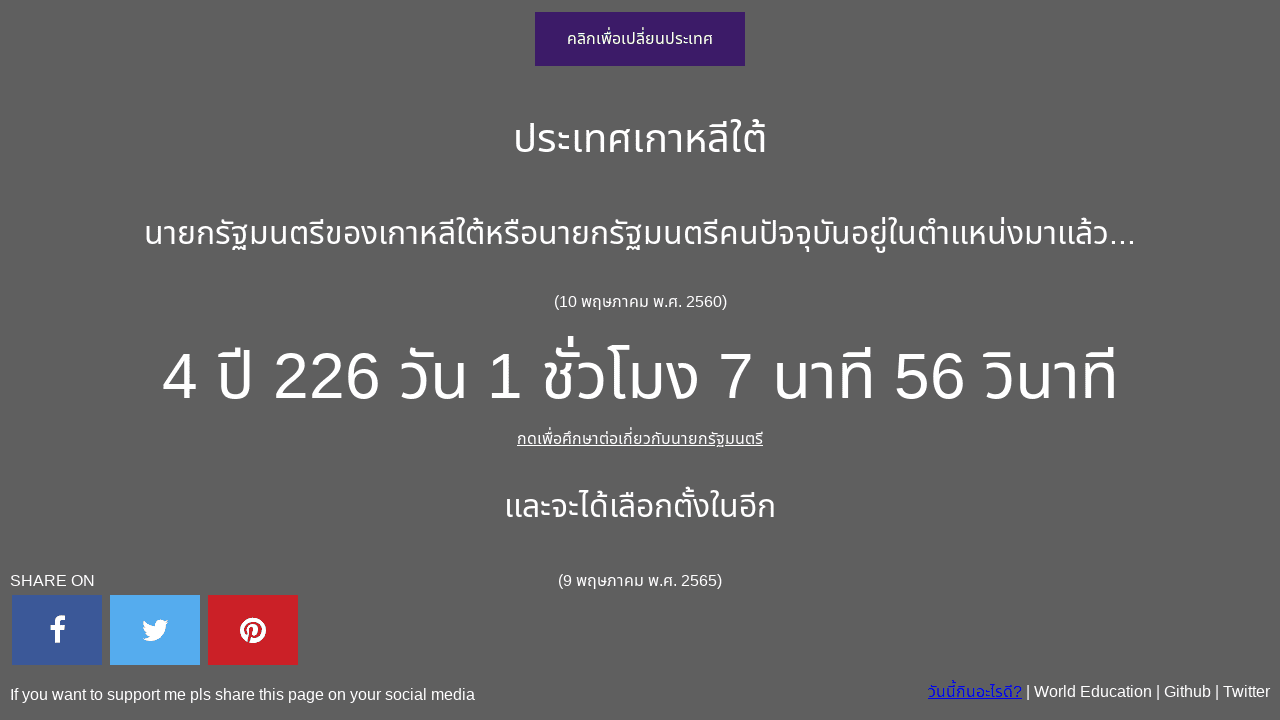 คลิกเพื่อเปลี่ยนประเทศ
ประเทศเกาหลีใต้
นายกรัฐมนตรีของเกาหลีใต้หรือนายกรัฐมนตรีคนปัจจุบันอยู่ในตำแหน่งมาแล้ว...
(10 พฤษภาคม พ.ศ. 2560)
4 ปี 226 วัน 1 ชั่วโมง 7 นาที 56 วินาที
กดเพื่อศึกษาต่อเกี่ยวกับนายกรัฐมนตรี
และจะได้เลือกตั้งในอีก
(9 พฤษภาคม พ.ศ. 2565)
SHARE ON
If you want to support me pls share this page on your social media
วันนี้กินอะไรดี? | World Education | Github | Twitter